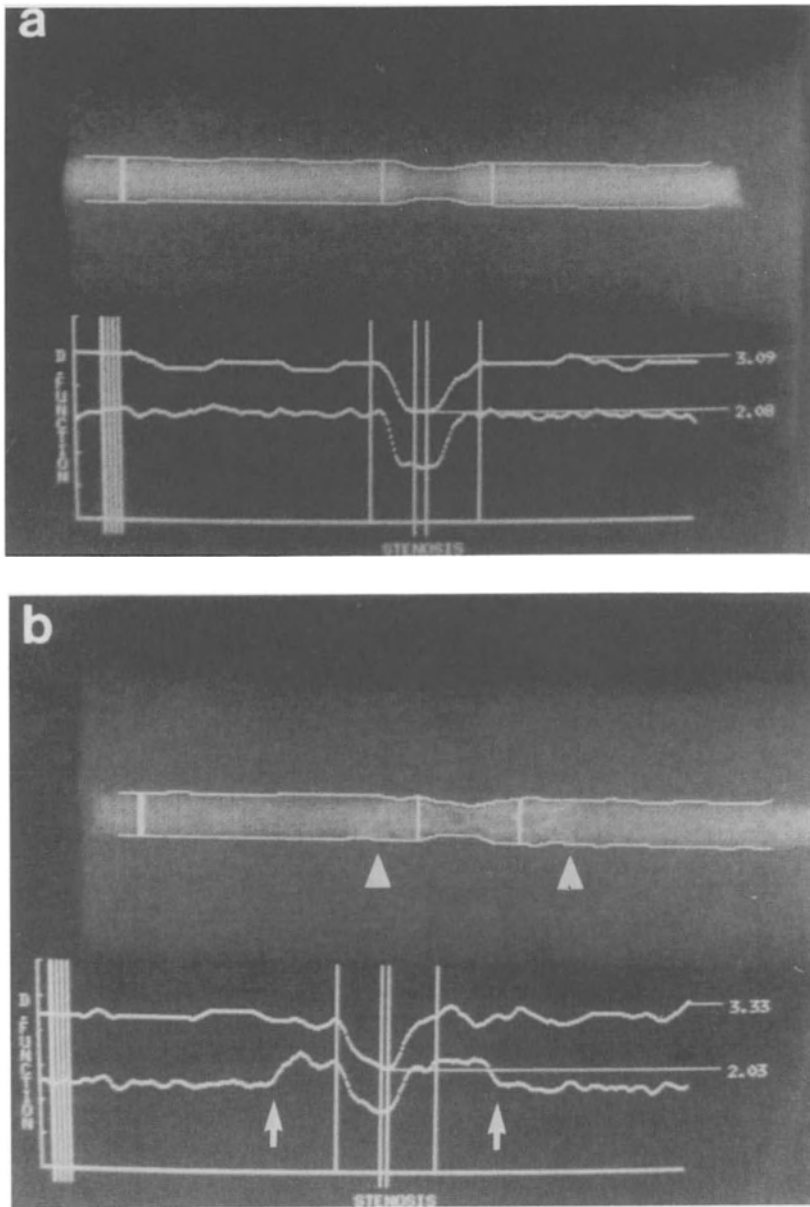 a
D FUNCTION
3.09
2.08
STENOSIS
b
D FUNCTION
3.33
2.03
STENOSIS